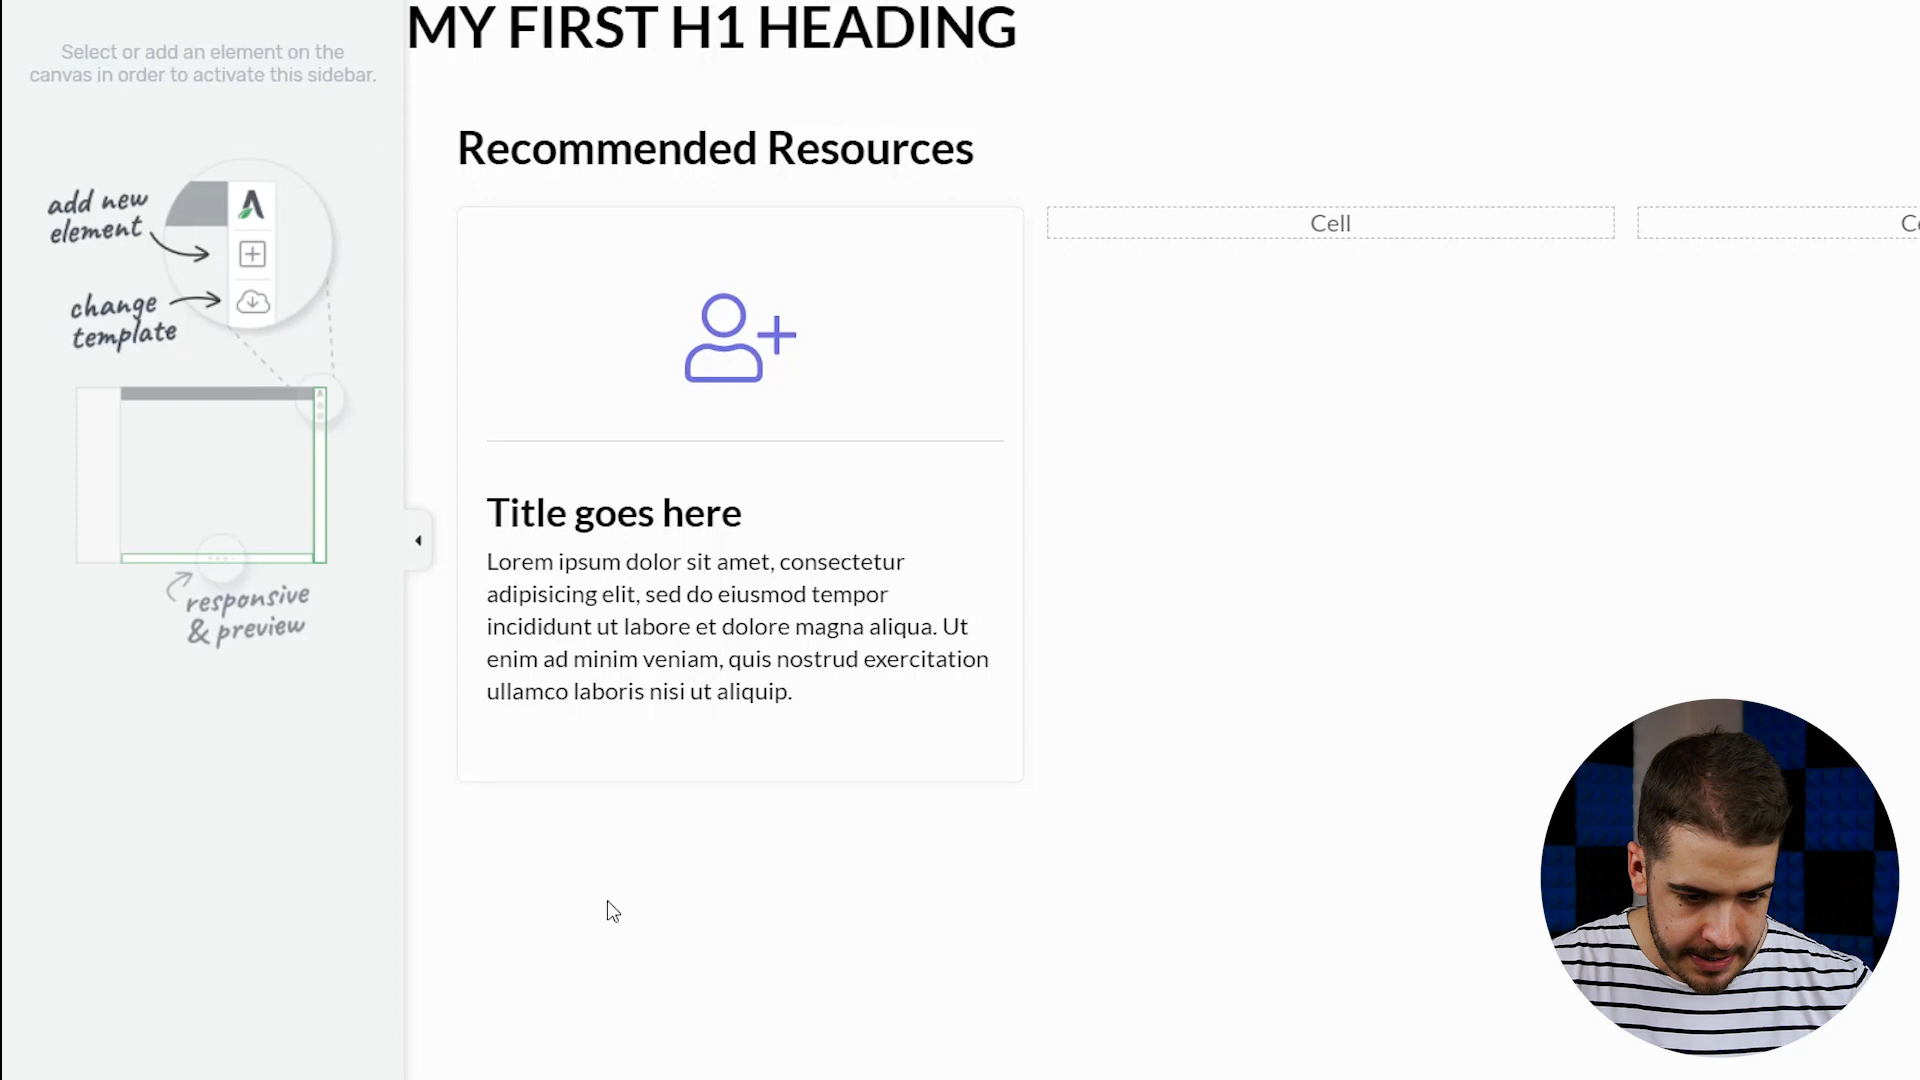 Select or add an element on the
canvas in order to activate this sidebar.
add new
element
change
template
responsive
& preview
MY FIRST H1 HEADING
Recommended Resources
Cell
Title goes here
Lorem ipsum dolor sit amet, consectetur
adipisicing elit, sed do eiusmod tempor
incididunt ut labore et dolore magna aliqua. Ut
enim ad minim veniam, quis nostrud exercitation
ullamco laboris nisi ut aliquip.